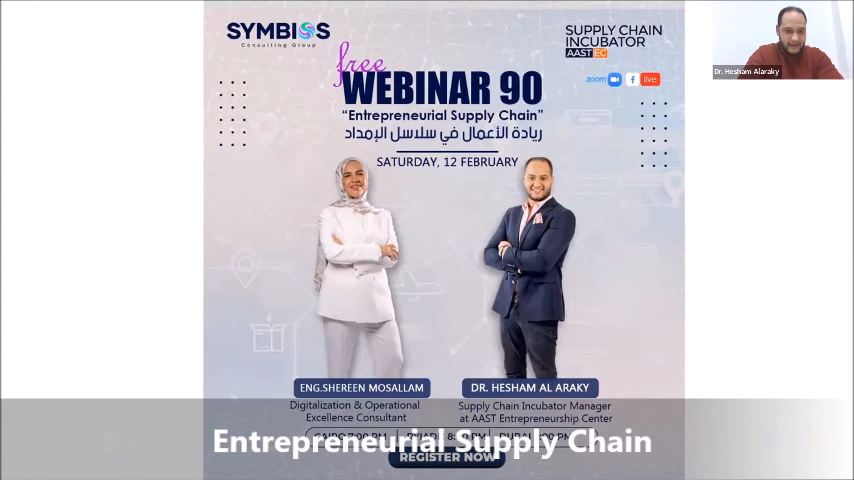 SYMBIOS
Consulting Group
SUPPLY CHAIN
INCUBATOR
AAST EC
free
WEBINAR 90
zoom
f
live
"Entrepreneurial Supply Chain"
ريادة الأعمال في سلاسل الإمداد
SATURDAY, 12 FEBRUARY
Dr. Hesham Alaraky
ENG.SHEREEN MOSALLAM
Digitalization & Operational
Excellence Consultant
DR. HESHAM AL ARAKY
Supply Chain Incubator Manager
at AAST Entrepreneurship Center
Entrepreneurial Supply Chain
REGISTER NOW